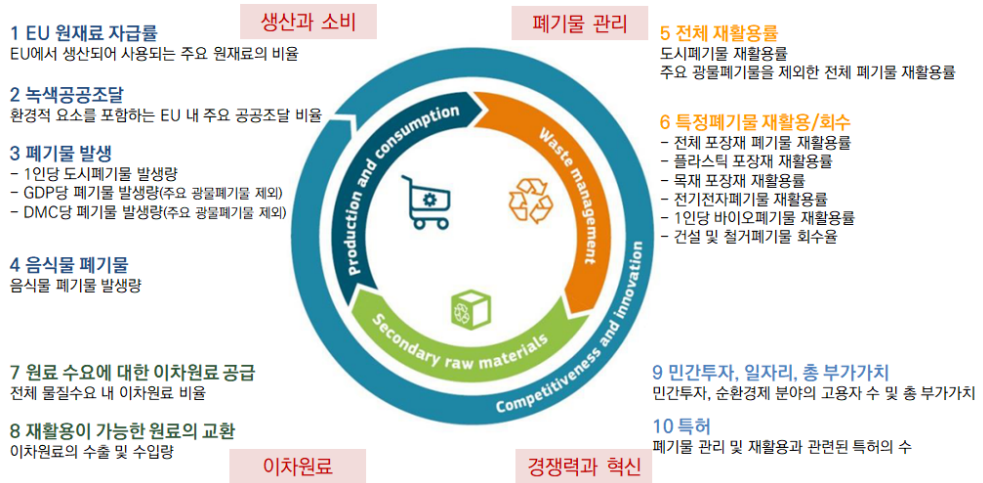 생산과 소비
폐기물 관리
1 EU 원재료 자급률
EU에서 생산되어 사용되는 주요 원재료의 비율
2 녹색공공조달
환경적 요소를 포함하는 EU 내 주요 공공조달 비율
3 폐기물 발생
- 1인당 도시폐기물 발생량
- GDP당 폐기물 발생량(주요 광물폐기물 제외)
- DMC당 폐기물 발생량(주요 광물폐기물 제외)
4 음식물 폐기물
음식물 폐기물 발생량
5 전체 재활용률
도시폐기물 재활용률
주요 광물폐기물을 제외한 전체 폐기물 재활용률
6 특정폐기물 재활용/회수
- 전체 포장재 폐기물 재활용률
- 플라스틱 포장재 재활용률
- 목재 포장재 재활용률
- 전기전자폐기물 재활용률
- 1인당 바이오폐기물 재활용률
- 건설 및 철거폐기물 회수율
Production and consumption
Waste management
Secondary raw materials
Competitiveness and innovation
7 원료 수요에 대한 이차원료 공급
전체 물질수요 내 이차원료 비율
8 재활용이 가능한 원료의 교환
이차원료의 수출 및 수입량
9 민간투자, 일자리, 총 부가가치
민간투자, 순환경제 분야의 고용자 수 및 총 부가가치
10 특허
폐기물 관리 및 재활용과 관련된 특허의 수
이차원료
경쟁력과 혁신